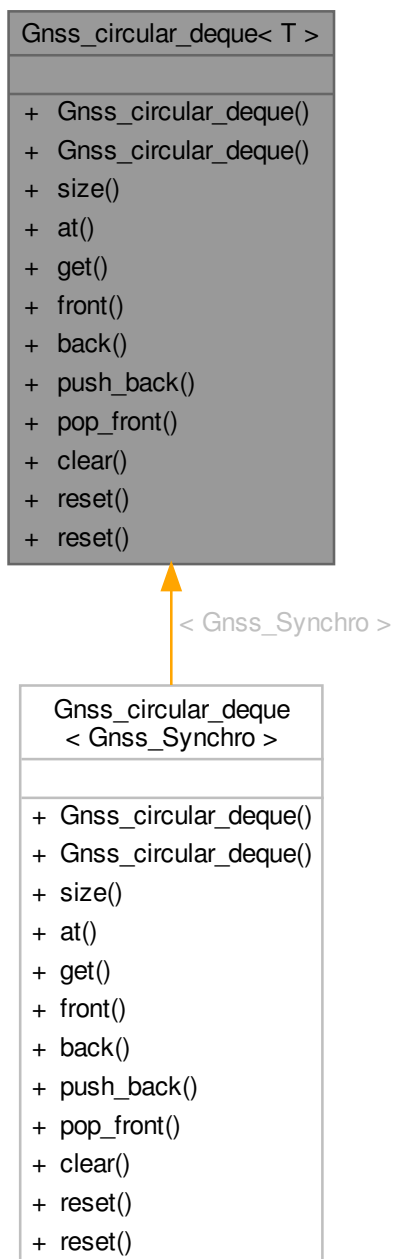 Gnss_circular_deque< T >
+ Gnss_circular_deque()
+ Gnss_circular_deque()
+ size()
+ at()
+ get()
+ front()
+ back()
+ push_back()
+ pop_front()
+ clear()
+ reset()
+ reset()
< Gnss_Synchro >
Gnss_circular_deque
< Gnss_Synchro >
+ Gnss_circular_deque()
+ Gnss_circular_deque()
+ size()
+ at()
+ get()
+ front()
+ back()
+ push_back()
+ pop_front()
+ clear()
+ reset()
+ reset()